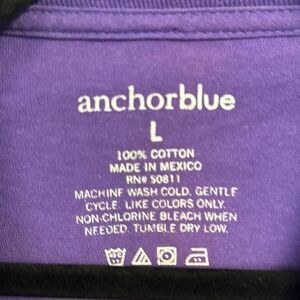 anchorblue
L
100% COTTON
MADE IN MEXICO
RN# 50811
MACHINE WASH COLD. GENTLE
CYCLE. LIKE COLORS ONLY.
NON-CHLORINE BLEACH WHEN
NEEDED. TUMBLE DRY LOW.